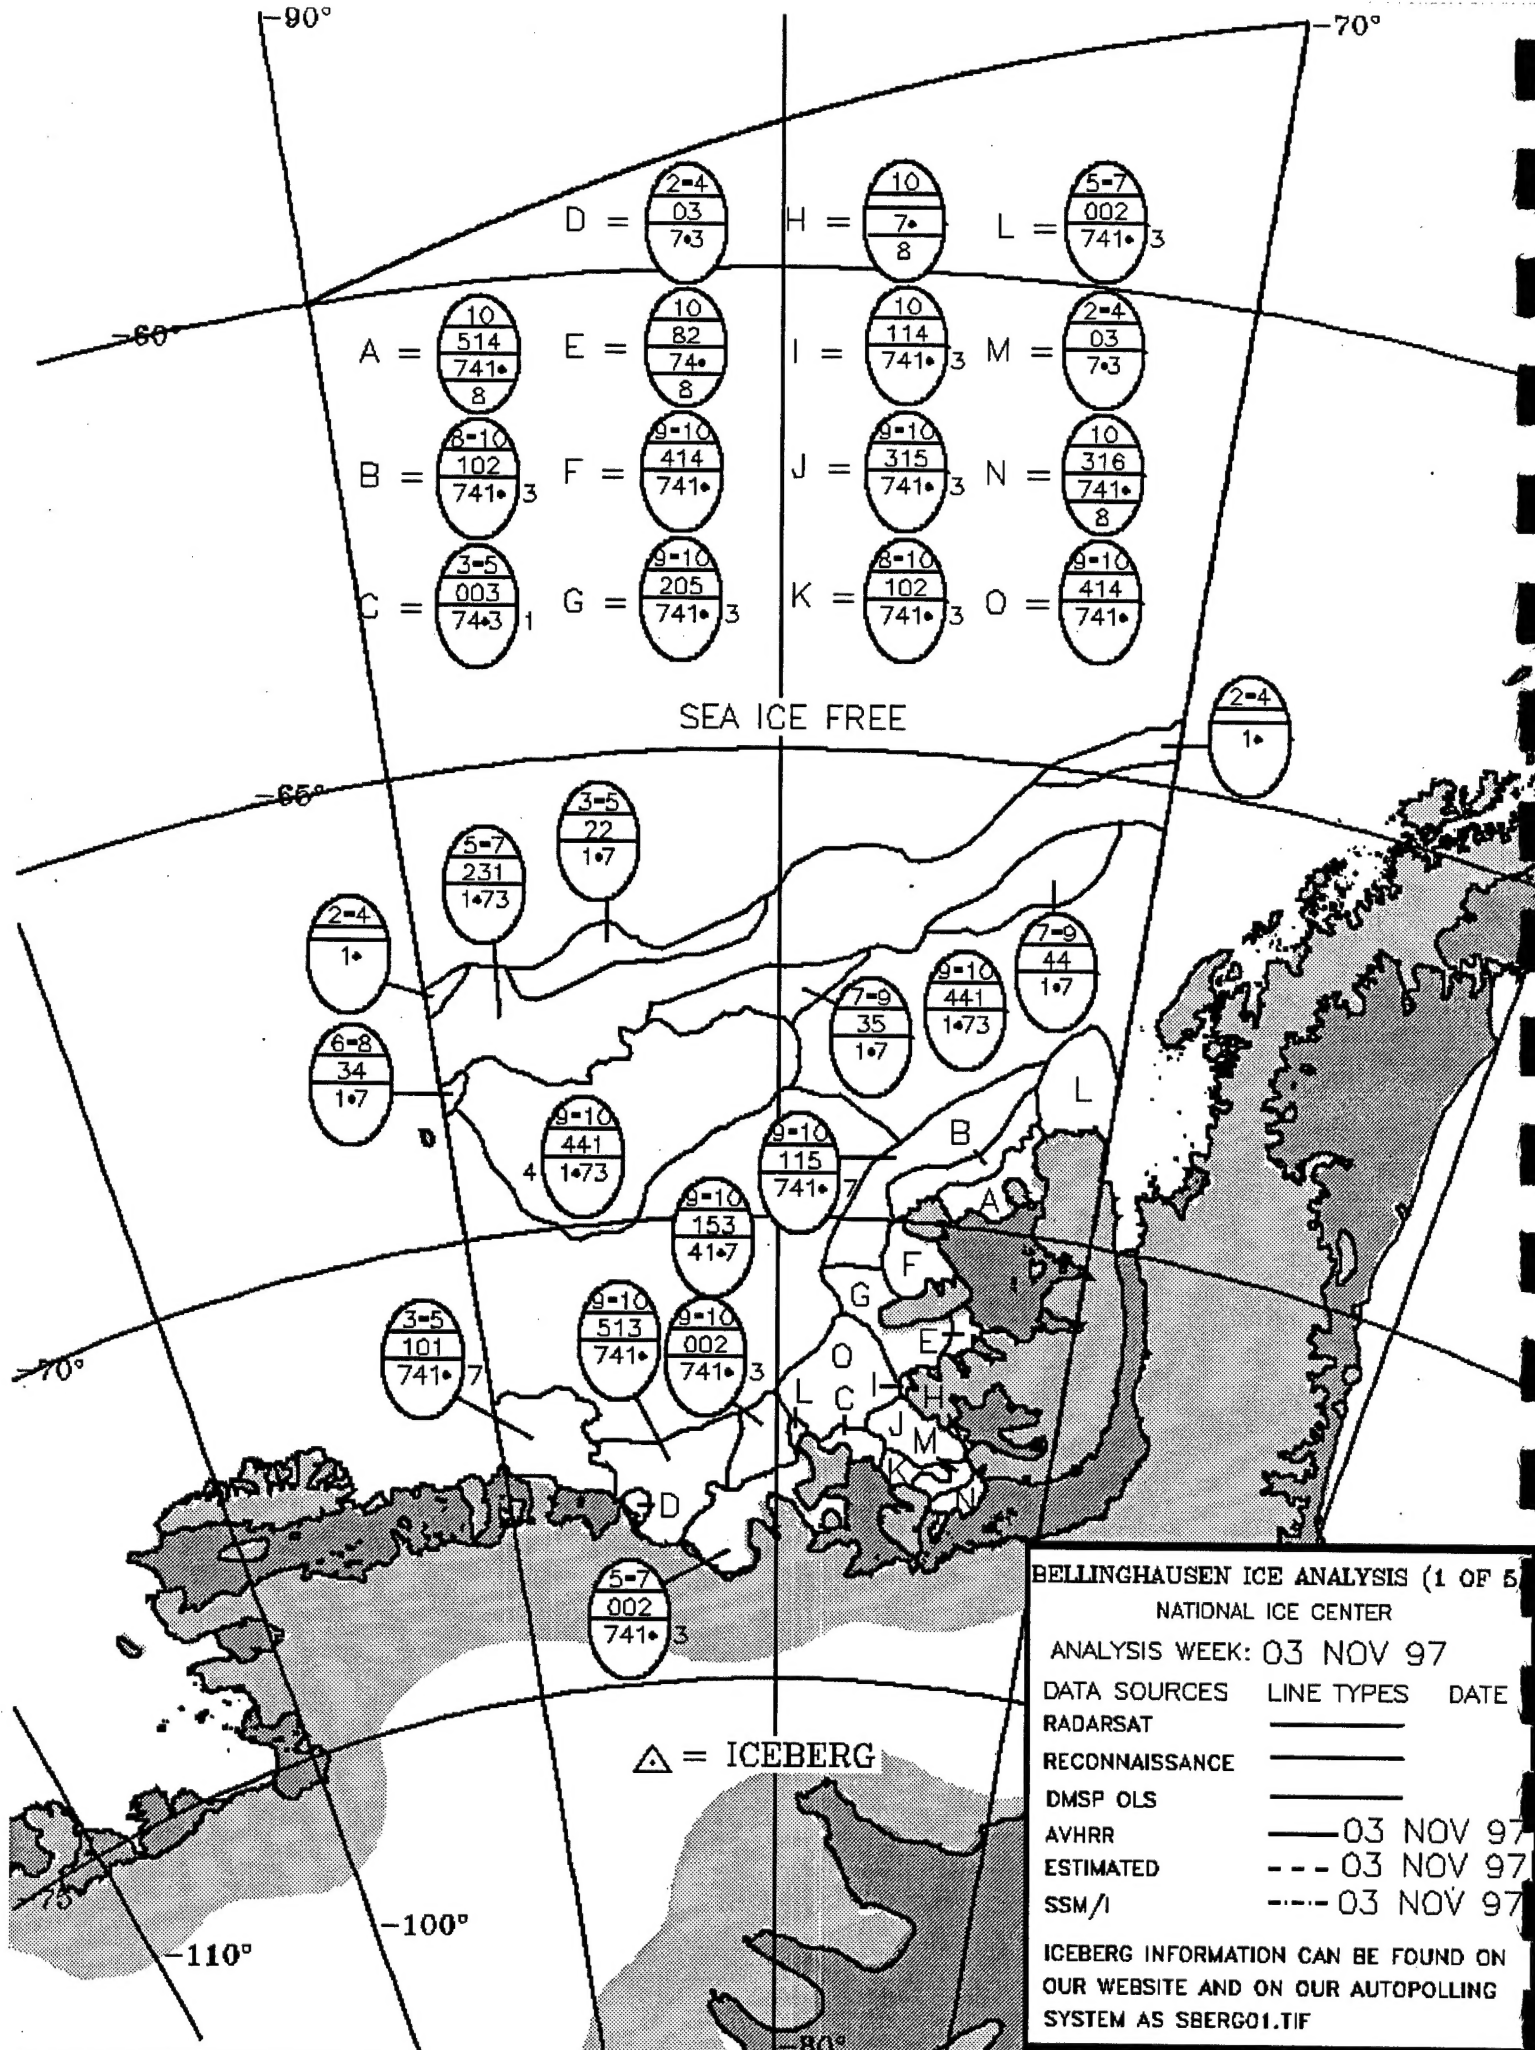 -90°
-70°
D =
2-4
03
7•3
H =
10
7•
8
L =
5-7
002
741• 3
-60°
A =
10
514
741•
8
E =
10
82
74•
8
I =
10
114
741• 3
M =
2-4
03
7•3
B =
8-10
102
741• 3
F =
9-10
414
741•
J =
9-10
315
741• 3
N =
10
316
741•
8
C =
3-5
003
74•3 1
G =
9-10
205
741• 3
K =
8-10
102
741• 3
O =
9-10
414
741•
SEA ICE FREE
2-4
1•
-65°
3-5
22
1•7
5-7
231
1•73
2-4
1•
7-9
44
1•7
9-10
441
1•73
7-9
35
1•7
6-8
34
1•7
L
B
9-10
441
4 1•73
9-10
115
741• 7
A
9-10
153
41•7
F
G
9-10
513
741•
9-10
002
741• 3
3-5
101
741• 7
E
O
-70°
L
C
I
H
J
M
K
N
D
5-7
002
741• 3
BELLINGHAUSEN ICE ANALYSIS (1 OF 5
NATIONAL ICE CENTER
ANALYSIS WEEK: 03 NOV 97
DATA SOURCES LINE TYPES DATE
RADARSAT
RECONNAISSANCE
DMSP OLS
AVHRR 03 NOV 97
ESTIMATED 03 NOV 97
SSM/I 03 NOV 97
ICEBERG INFORMATION CAN BE FOUND ON
OUR WEBSITE AND ON OUR AUTOPOLLING
SYSTEM AS SBERG01.TIF
= ICEBERG
-75°
-100°
-110°
-80°